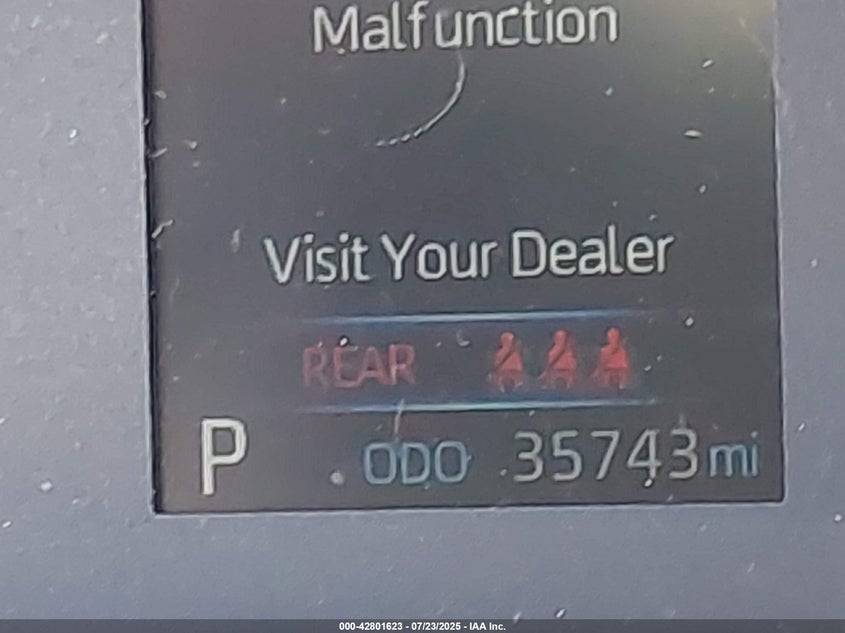 Malfunction
Visit Your Dealer
REAR
P ODO 35743 mi
000-42801623 - 07/23/2025 - IAA Inc.